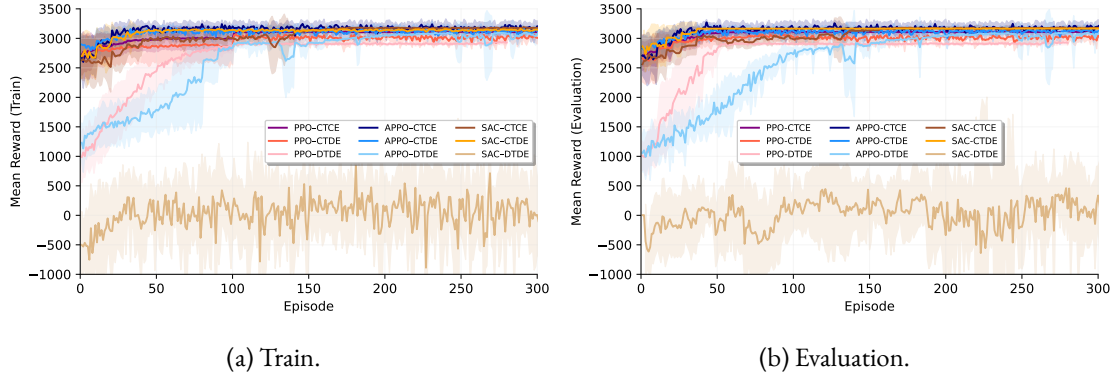 3500
3000
2500
2000
1500
1000
500
0
−500
−1000
Mean Reward (Train)
0 50 100 150 200 250 300
Episode
PPO–CTCE APPO–CTCE SAC–CTCE
PPO–CTDE APPO–CTDE SAC–CTDE
PPO–DTDE APPO–DTDE SAC–DTDE
(a) Train.
3500
3000
2500
2000
1500
1000
500
0
−500
−1000
Mean Reward (Evaluation)
0 50 100 150 200 250 300
Episode
PPO-CTCE APPO-CTCE SAC-CTCE
PPO-CTDE APPO-CTDE SAC-CTDE
PPO-DTDE APPO-DTDE SAC-DTDE
(b) Evaluation.